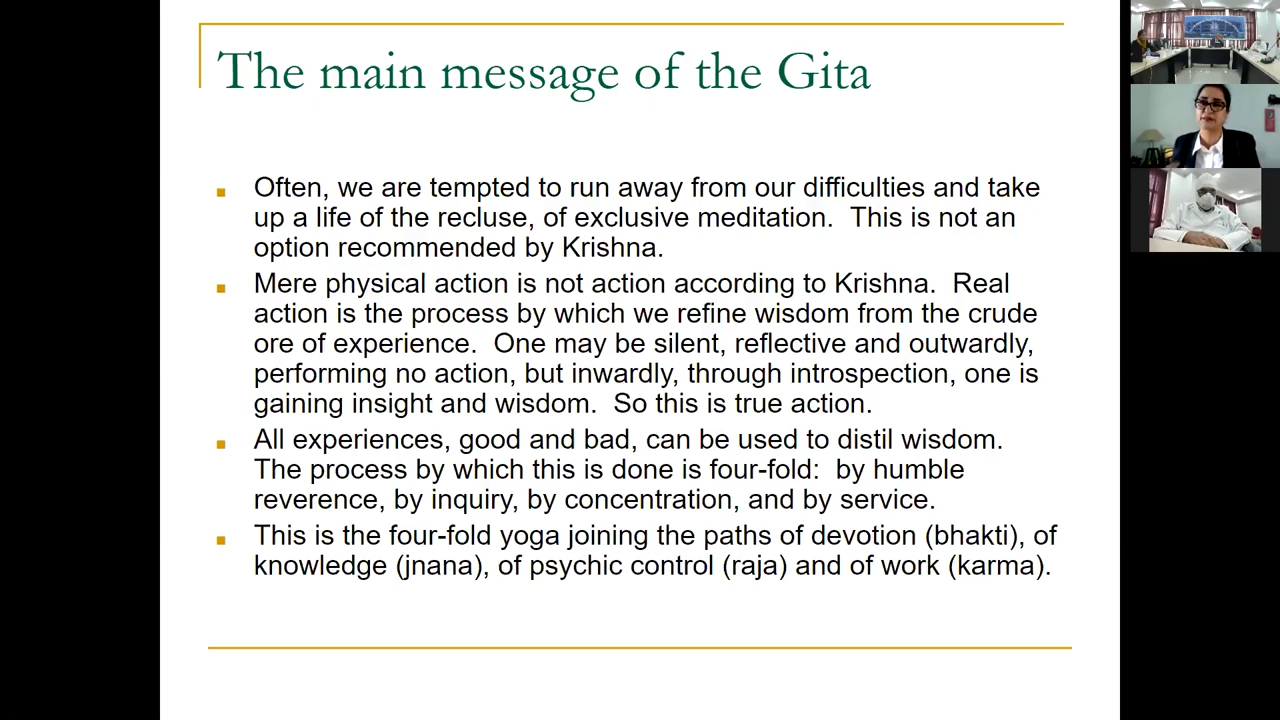 The main message of the Gita
Often, we are tempted to run away from our difficulties and take
up a life of the recluse, of exclusive meditation.  This is not an
option recommended by Krishna.
Mere physical action is not action according to Krishna.  Real
action is the process by which we refine wisdom from the crude
ore of experience.  One may be silent, reflective and outwardly,
performing no action, but inwardly, through introspection, one is
gaining insight and wisdom.  So this is true action.
All experiences, good and bad, can be used to distil wisdom.
The process by which this is done is four-fold:  by humble
reverence, by inquiry, by concentration, and by service.
This is the four-fold yoga joining the paths of devotion (bhakti), of
knowledge (jnana), of psychic control (raja) and of work (karma).